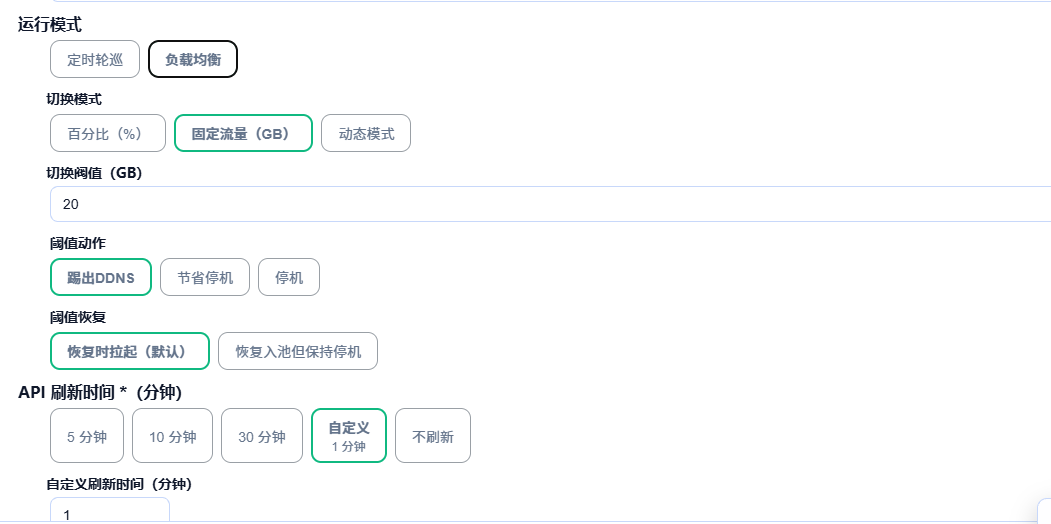 运行模式
定时轮巡 负载均衡
切换模式
百分比（%） 固定流量（GB） 动态模式
切换阀值（GB）
20
阈值动作
踢出DDNS 节省停机 停机
阈值恢复
恢复时拉起（默认） 恢复入池但保持停机
API 刷新时间 *（分钟）
5 分钟 10 分钟 30 分钟 自定义 不刷新
1 分钟
自定义刷新时间（分钟）
1